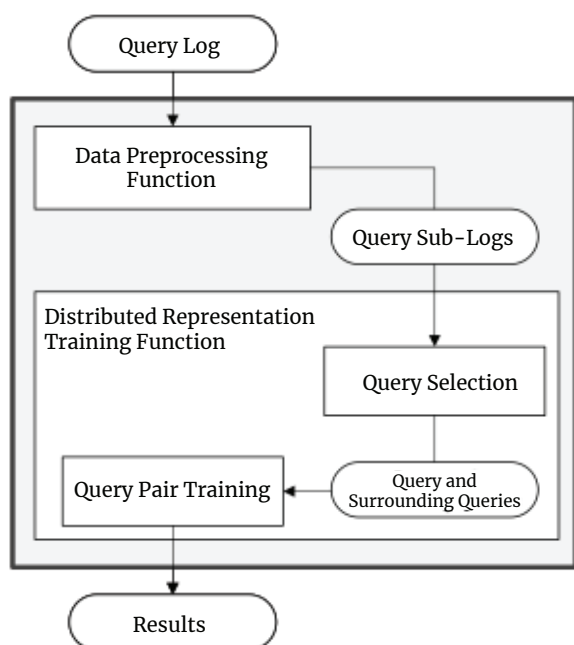 Query Log
Data Preprocessing
Function
Query Sub-Logs
Distributed Representation
Training Function
Query Selection
Query and
Surrounding Queries
Query Pair Training
Results